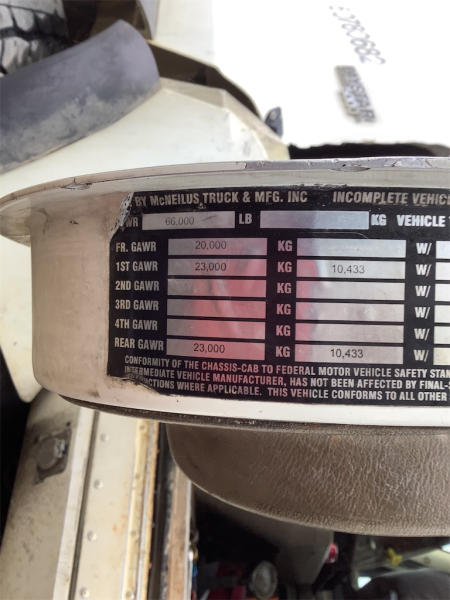 BY McNEILUS TRUCK & MFG. INC INCOMPLETE VEHIC
WR 66,000 LB KG VEHICLE
FR. GAWR 20,000 KG W/
1ST GAWR 23,000 KG 10,433 W/
2ND GAWR KG W/
3RD GAWR KG W/
4TH GAWR KG W/
REAR GAWR 23,000 KG 10,433 W/
CONFORMITY OF THE CHASSIS-CAB TO FEDERAL MOTOR VEHICLE SAFETY STAN
INTERMEDIATE VEHICLE MANUFACTURER, HAS NOT BEEN AFFECTED BY FINAL-S
WHERE APPLICABLE. THIS VEHICLE CONFORMS TO ALL OTHER